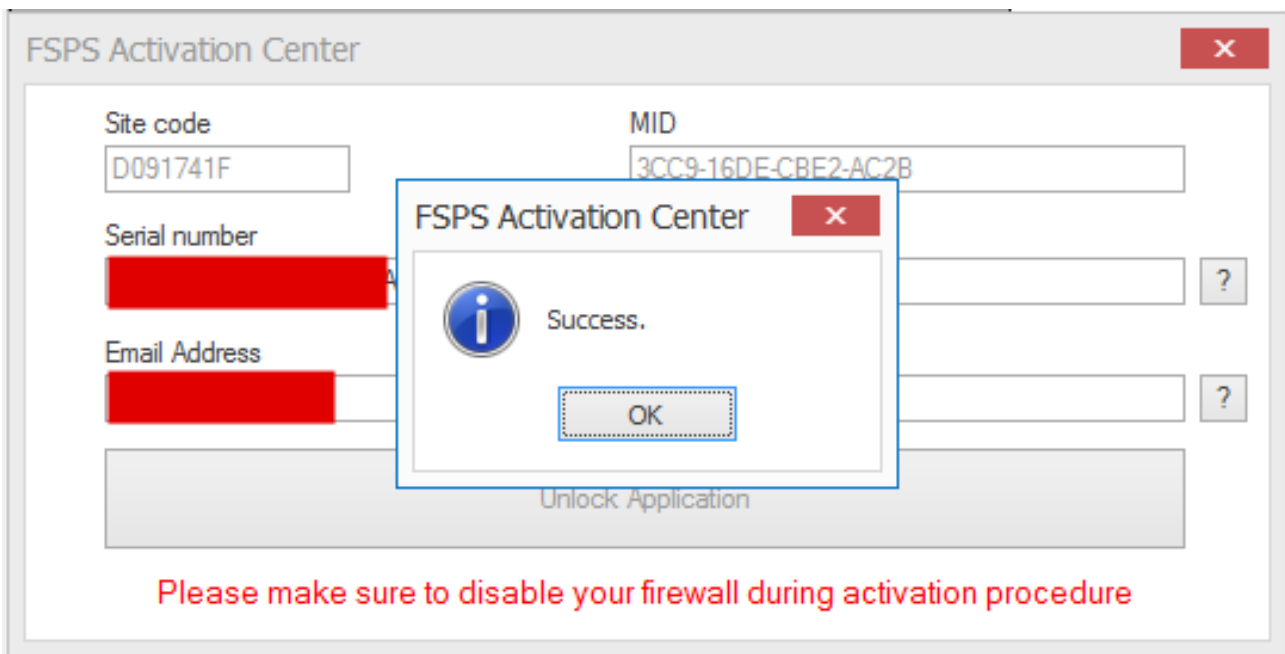 FSPS Activation Center
Site code
MID
D091741F
3CC9-16DE-CBE2-AC2B
FSPS Activation Center
Serial number
?
Success.
Email Address
?
OK
Unlock Application
Please make sure to disable your firewall during activation procedure